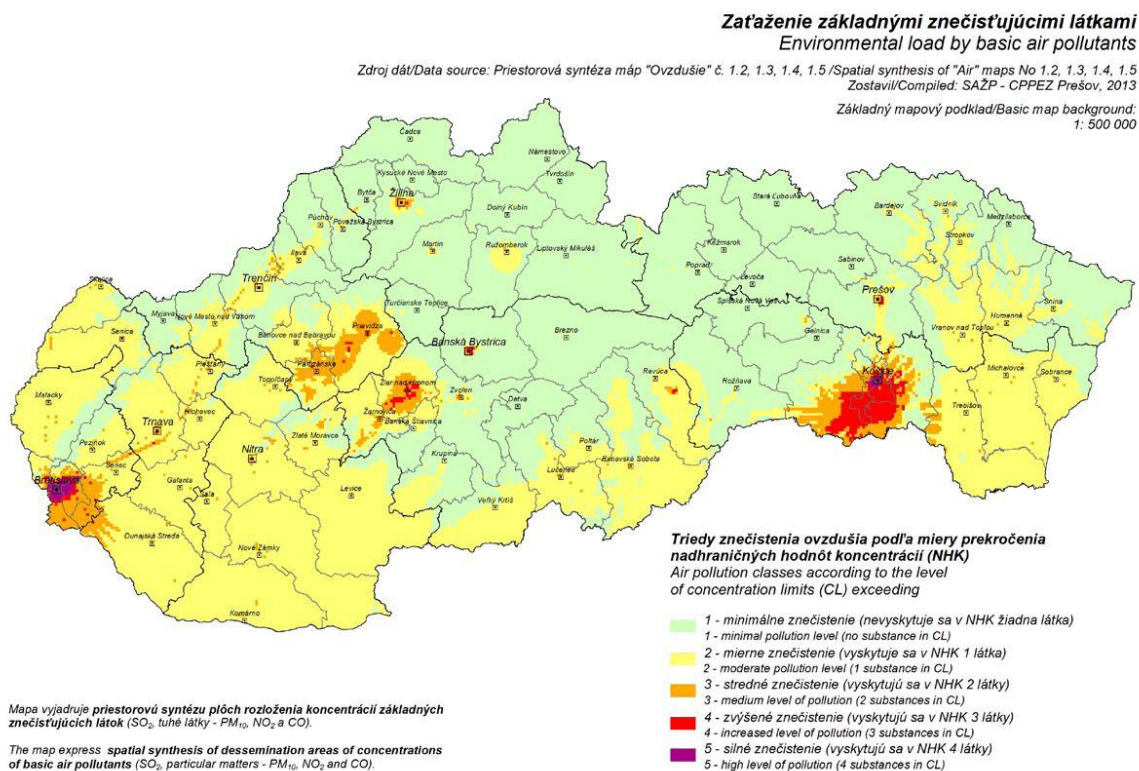 Zaťaženie základnými znečisťujúcimi látkami
Environmental load by basic air pollutants
Zdroj dát/Data source: Priestorová syntéza máp "Ovzdušie" č. 1.2, 1.3, 1.4, 1.5 /Spatial synthesis of "Air" maps No 1.2, 1.3, 1.4, 1.5
Zostavil/Compiled: SAŽP - CPPEZ Prešov, 2013
Základný mapový podklad/Basic map background:
1: 500 000
Čadca
Námestovo
Kysucké Nové Mesto
Tvrdošín
Bytča
Žilina
Stará Ľubovňa
Dolný Kubín
Bardejov
Svidník
Medzilaborce
Púchov
Považská Bystrica
Stropkov
Martin
Ružomberok
Liptovský Mikuláš
Kežmarok
Ilava
Sabinov
Poprad
Levoča
Trenčín
Prešov
Skalica
Spišská Nová Ves
Snina
Turčianske Teplice
Myjava
Nové Mesto nad Váhom
Humenné
Senica
Bánovce nad Bebravou
Prievidza
Brezno
Gelnica
Vranov nad Topľou
Banská Bystrica
Partizánske
Piešťany
Topoľčany
Revúca
Košice
Michalovce
Sobrance
Rožňava
Malacky
Žiar nad Hronom
Zvolen
Detva
Trebišov
Hlohovec
Žarnovica
Banská Štiavnica
Trnava
Zlaté Moravce
Pezinok
Poltár
Krupina
Nitra
Senec
Lučenec
Rimavská Sobota
Bratislava
Galanta
Šaľa
Levice
Veľký Krtíš
Dunajská Streda
Nové Zámky
Komárno
Triedy znečistenia ovzdušia podľa miery prekročenia
nadhraničných hodnôt koncentrácií (NHK)
Air pollution classes according to the level
of concentration limits (CL) exceeding
1 - minimálne znečistenie (nevyskytuje sa v NHK žiadna látka)
1 - minimal pollution level (no substance in CL)
2 - mierne znečistenie (vyskytuje sa v NHK 1 látka)
2 - moderate pollution level (1 substance in CL)
3 - stredné znečistenie (vyskytujú sa v NHK 2 látky)
3 - medium level of pollution (2 substances in CL)
4 - zvýšené znečistenie (vyskytujú sa v NHK 3 látky)
4 - increased level of pollution (3 substances in CL)
5 - silné znečistenie (vyskytujú sa v NHK 4 látky)
5 - high level of pollution (4 substances in CL)
Mapa vyjadruje priestorovú syntézu plôch rozloženia koncentrácií základných
znečisťujúcich látok (SO₂, tuhé látky - PM₁₀, NO₂ a CO).
The map express spatial synthesis of dessemination areas of concentrations
of basic air pollutants (SO₂, particular matters - PM₁₀, NO₂ and CO).